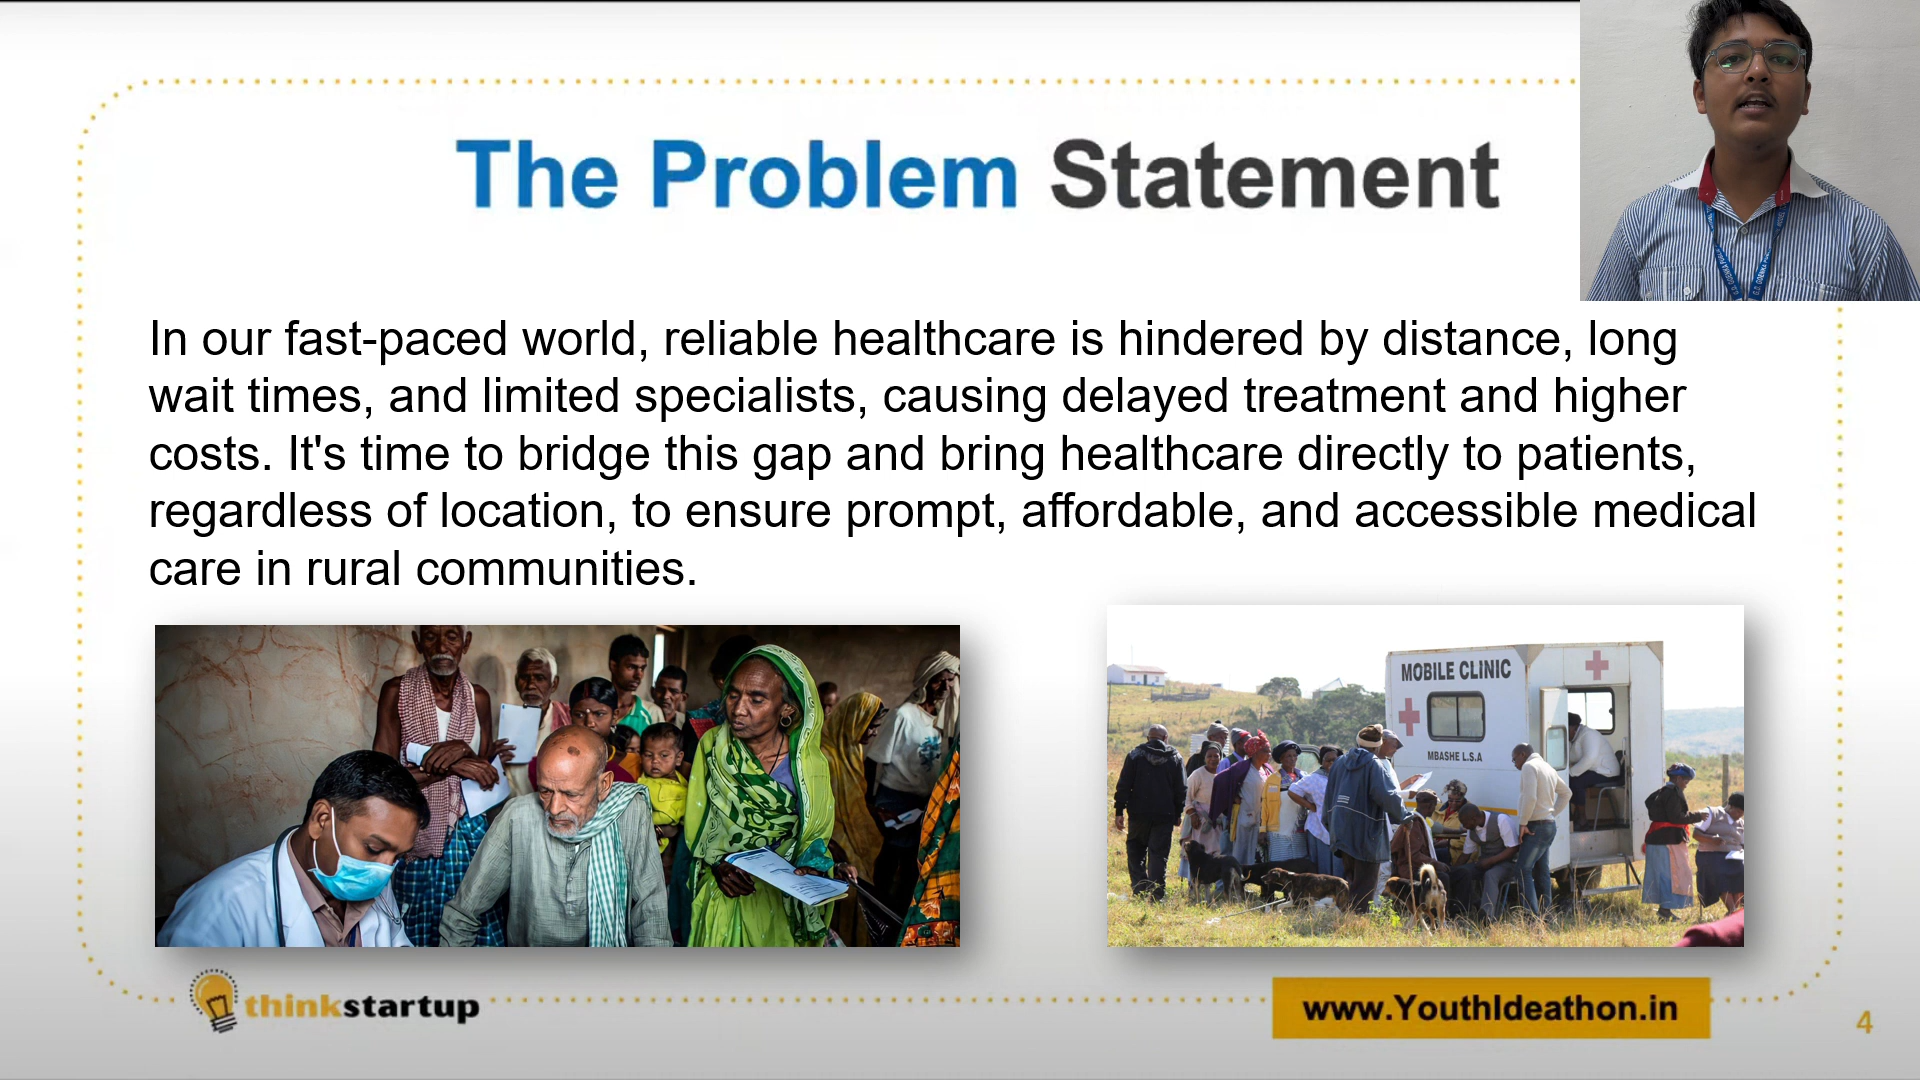 The Problem Statement
In our fast-paced world, reliable healthcare is hindered by distance, long
wait times, and limited specialists, causing delayed treatment and higher
costs. It's time to bridge this gap and bring healthcare directly to patients,
regardless of location, to ensure prompt, affordable, and accessible medical
care in rural communities.
MOBILE CLINIC
MBASHE L.S.A
thinkstartup
www.YouthIdeathon.in
4